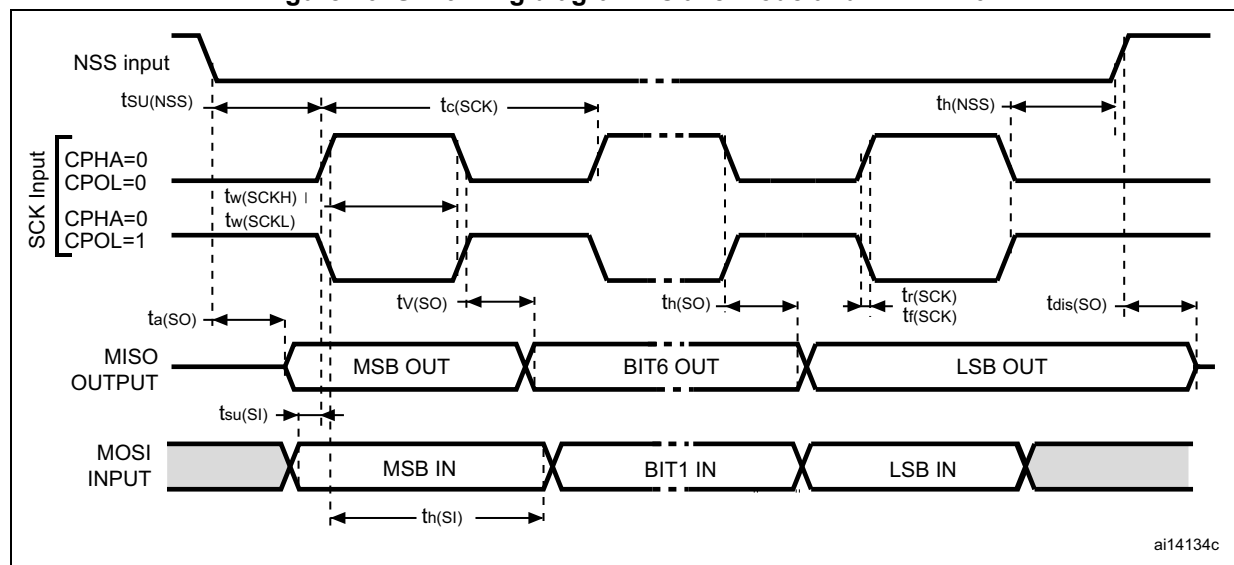 NSS input
tSU(NSS)
tc(SCK)
th(NSS)
SCK Input
CPHA=0
CPOL=0
tw(SCKH)
tw(SCKL)
CPHA=0
CPOL=1
tV(SO)
th(SO)
tr(SCK)
tf(SCK)
tdis(SO)
ta(SO)
MISO
OUTPUT
MSB OUT
BIT6 OUT
LSB OUT
tsu(SI)
MOSI
INPUT
MSB IN
BIT1 IN
LSB IN
th(SI)
ai14134c